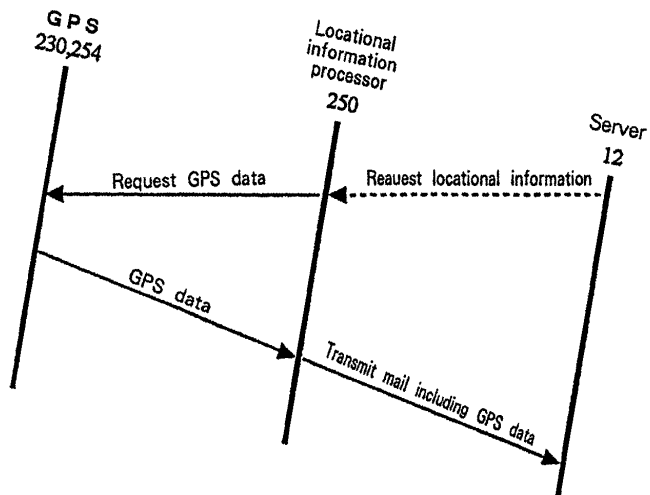 GPS
230,254
Locational
information
processor
250
Server
12
Request GPS data
Reauest locational information
GPS data
Transmit mail including GPS data